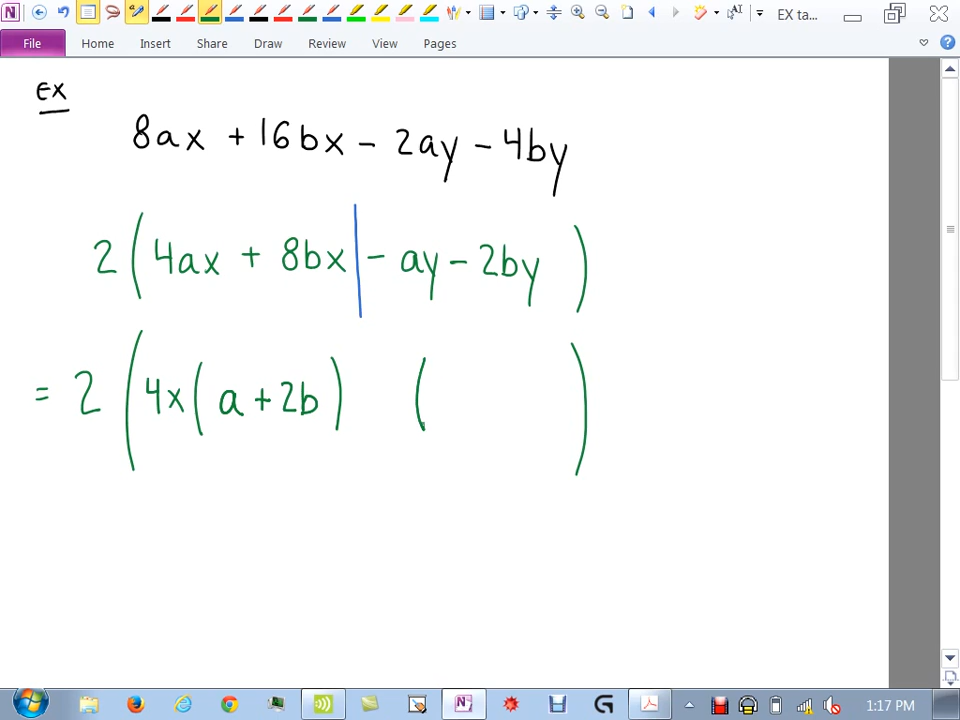 EX ta...
File Home Insert Share Draw Review View Pages
EX
8ax + 16bx - 2ay - 4by
2 ( 4ax + 8bx | - ay - 2by )
= 2 ( 4x ( a + 2b ) ( )
1:17 PM